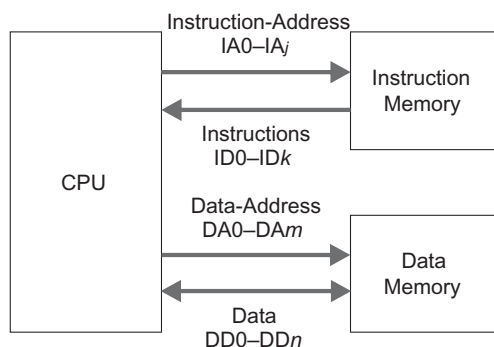 Instruction-Address
IA0–IAj
Instruction
Memory
Instructions
ID0–IDk
CPU
Data-Address
DA0–DAm
Data
Memory
Data
DD0–DDn